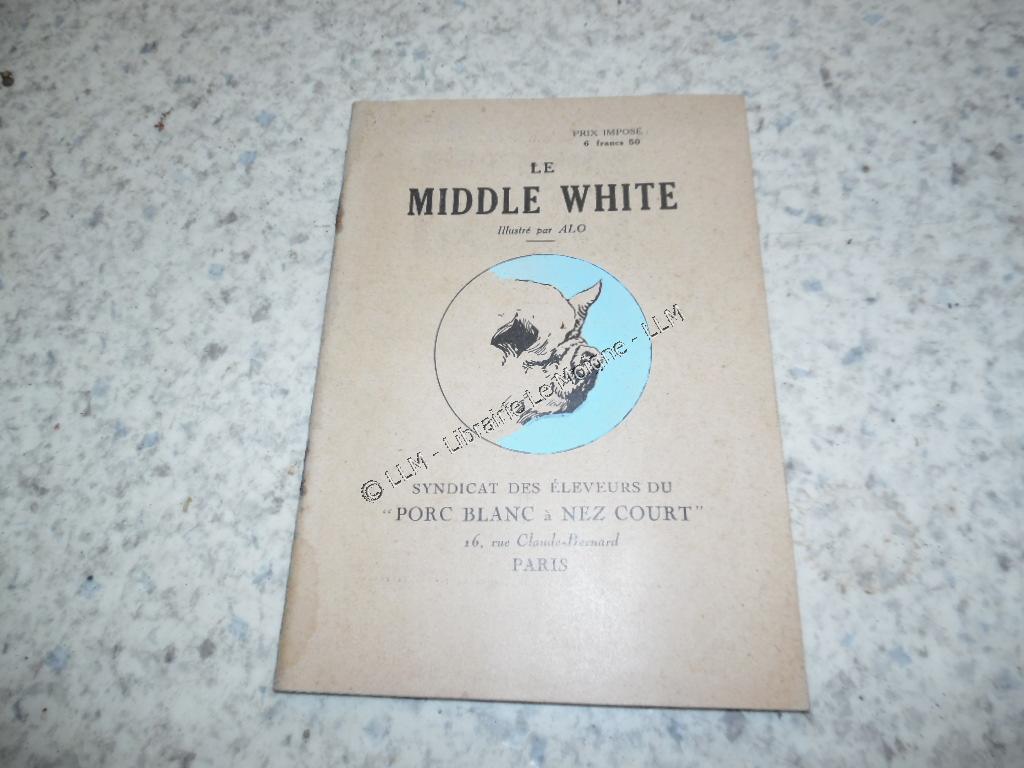 PRIX IMPOSÉ :
6 francs 50
LE
MIDDLE WHITE
Illustré par ALO
© LLM - Librairie Le Moiane - LLM
SYNDICAT DES ÉLEVEURS DU
"PORC BLANC à NEZ COURT"
16, rue Claude-Bernard
PARIS